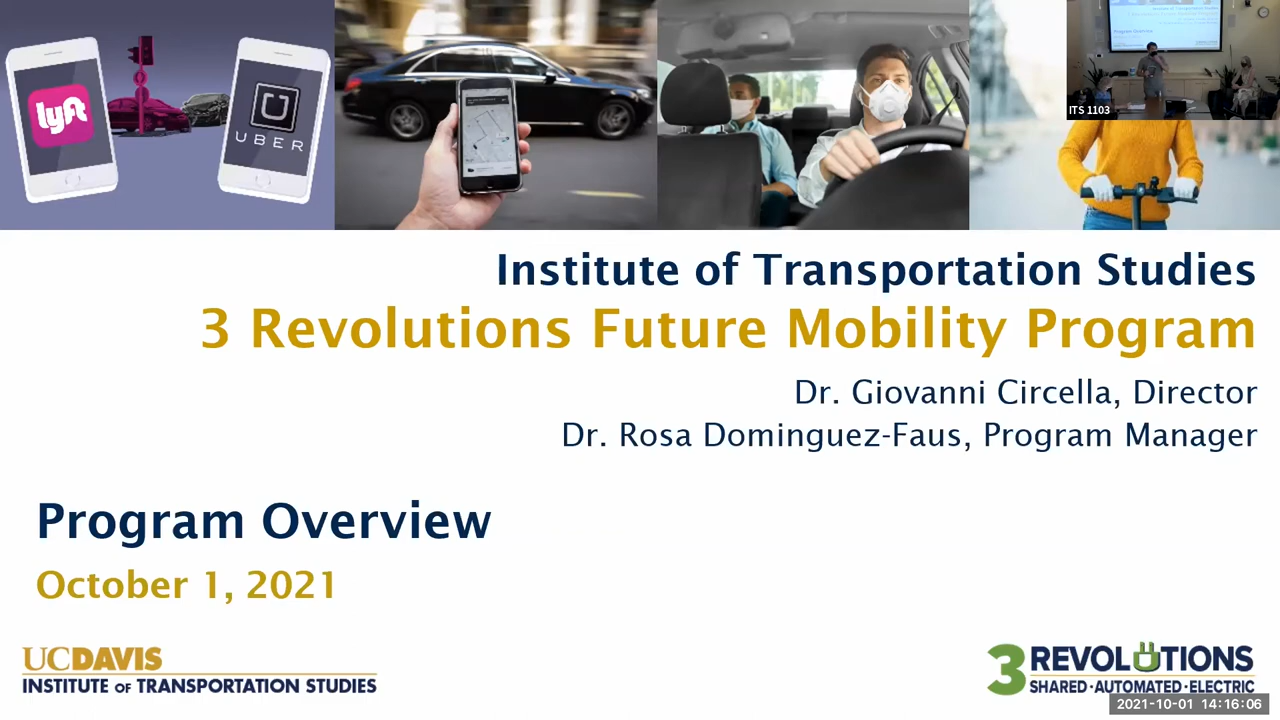 lyft
UBER
ITS 1103
Institute of Transportation Studies
3 Revolutions Future Mobility Program
Dr. Giovanni Circella, Director
Dr. Rosa Dominguez-Faus, Program Manager
Program Overview
October 1, 2021
UCDAVIS
INSTITUTE OF TRANSPORTATION STUDIES
3 REVOLUTIONS
SHARED·AUTOMATED·ELECTRIC
2021-10-01 14:16:06